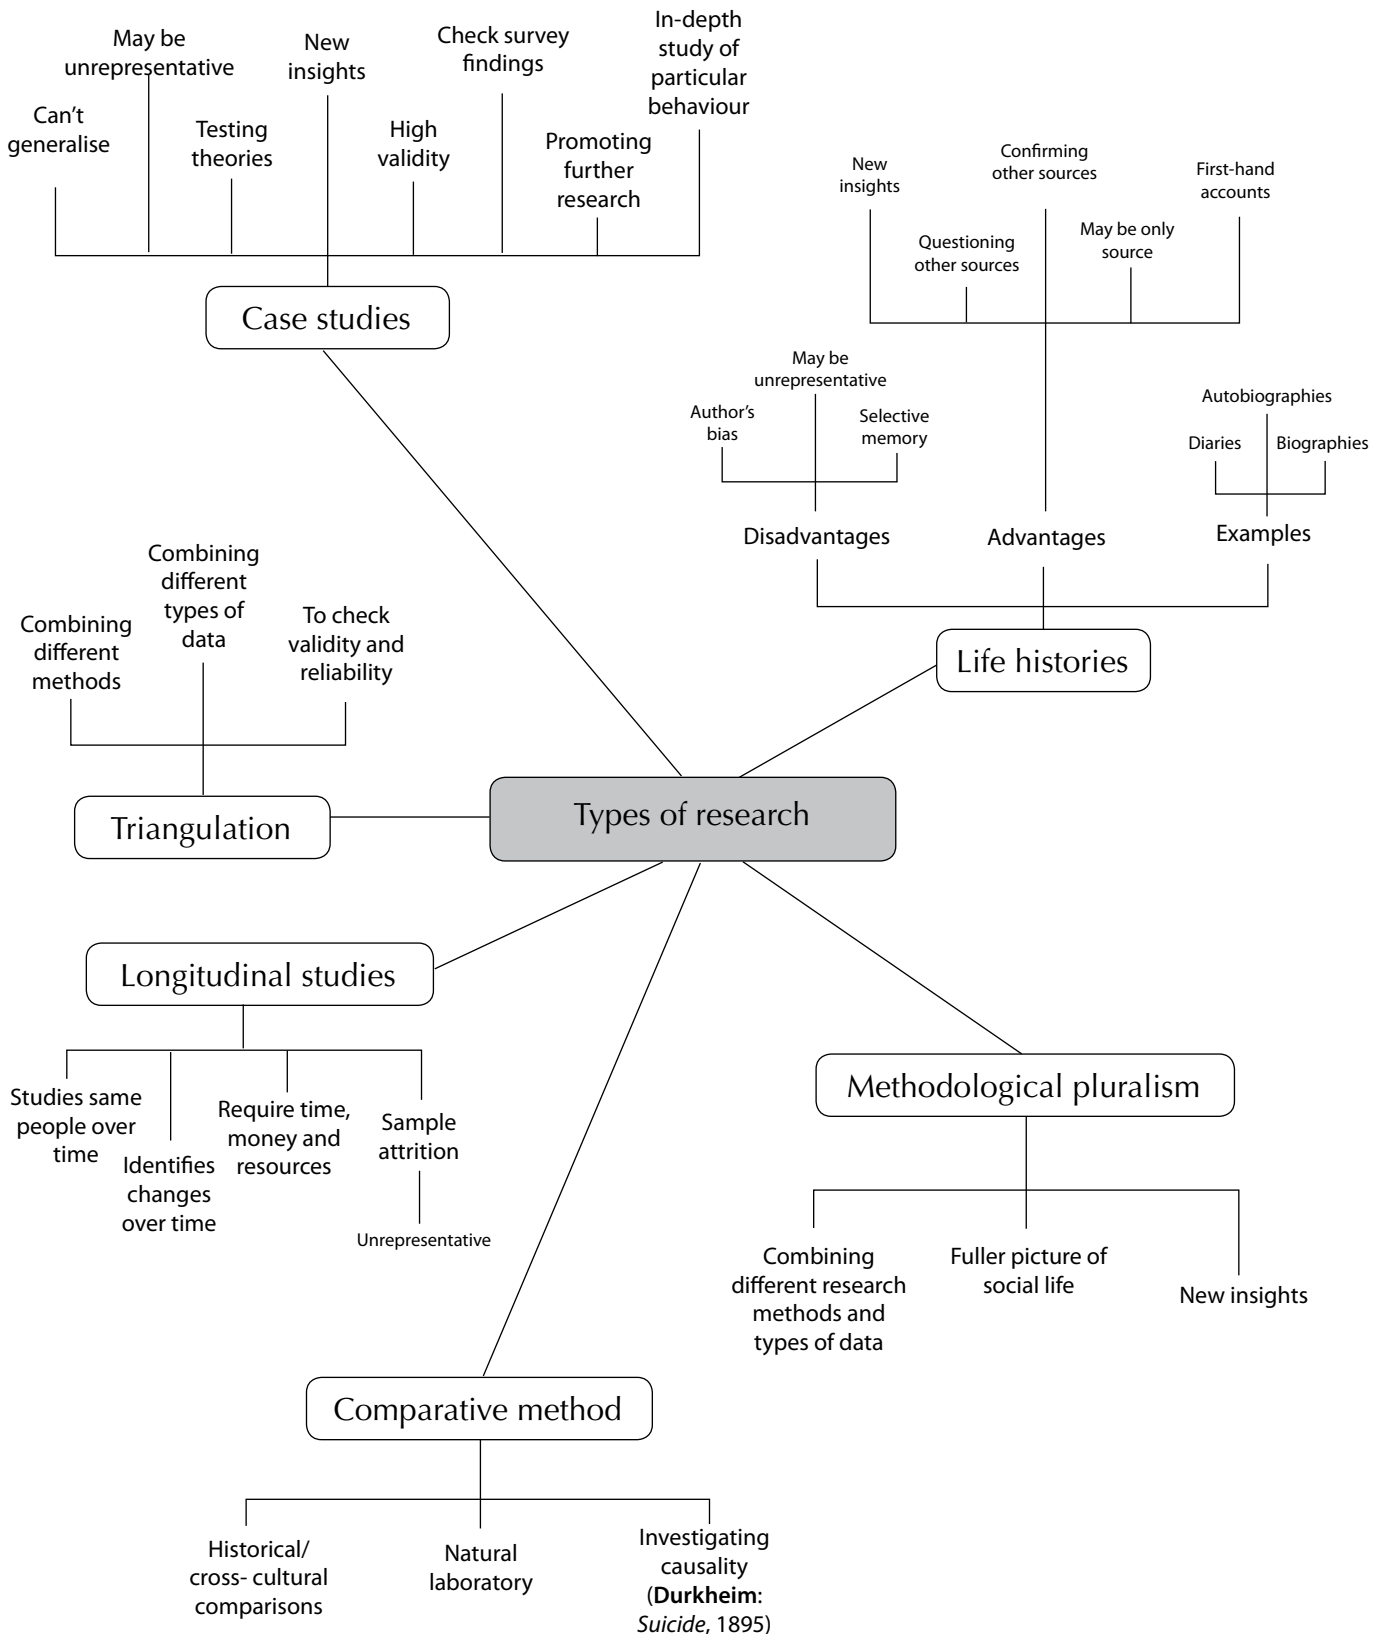 May be
unrepresentative
New
insights
Check survey
findings
In-depth
study of
particular
behaviour
Can’t
generalise
Testing
theories
High
validity
Promoting
further
research
Case studies
New
insights
Confirming
other sources
First-hand
accounts
Questioning
other sources
May be only
source
Author’s
bias
May be
unrepresentative
Selective
memory
Autobiographies
Diaries
Biographies
Disadvantages
Advantages
Examples
Life histories
Combining
different
methods
Combining
different
types of
data
To check
validity and
reliability
Triangulation
Types of research
Longitudinal studies
Studies same
people over
time
Identifies
changes
over time
Require time,
money and
resources
Sample
attrition
Unrepresentative
Methodological pluralism
Combining
different research
methods and
types of data
Fuller picture of
social life
New insights
Comparative method
Historical/
cross- cultural
comparisons
Natural
laboratory
Investigating
causality
(Durkheim:
Suicide, 1895)